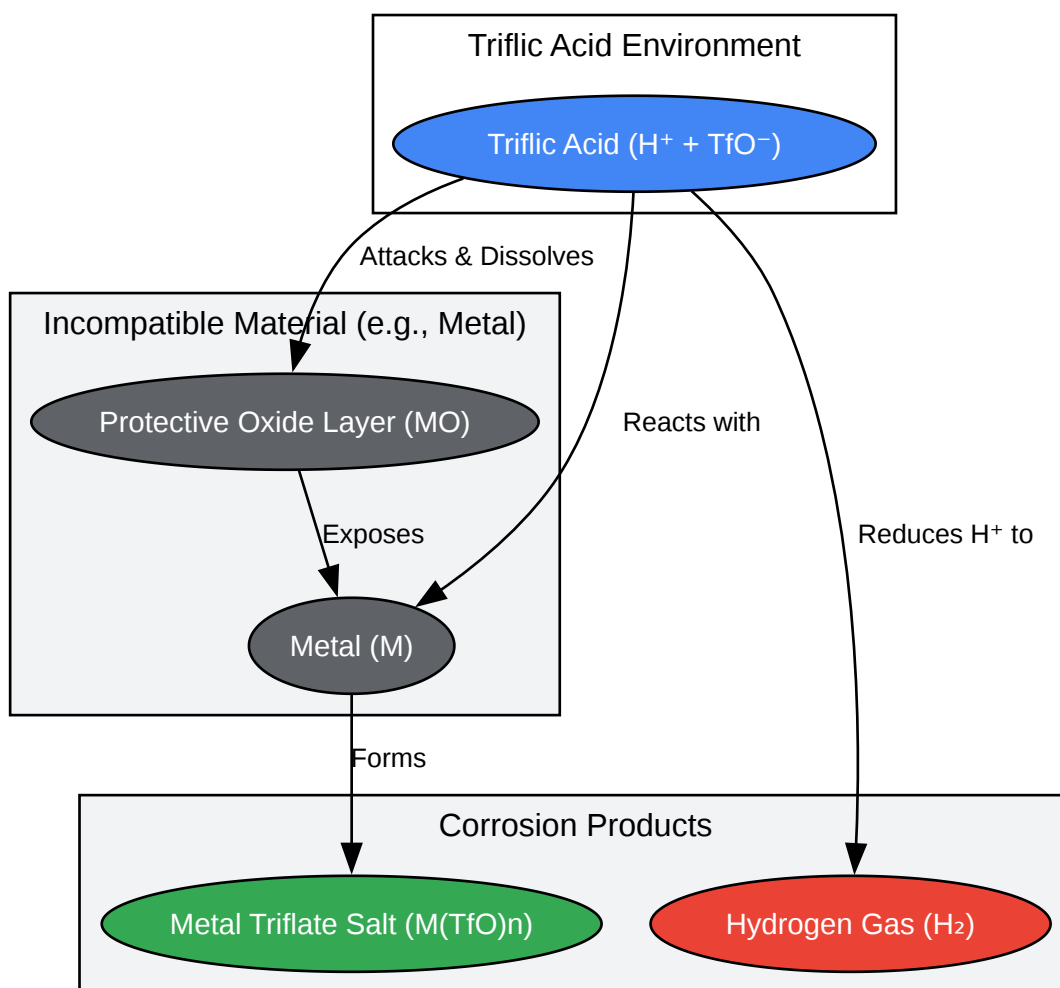 Triflic Acid Environment
Triflic Acid (H⁺ + TfO⁻)
Attacks & Dissolves
Incompatible Material (e.g., Metal)
Protective Oxide Layer (MO)
Reacts with
Exposes
Reduces H⁺ to
Metal (M)
Forms
Corrosion Products
Metal Triflate Salt (M(TfO)n)
Hydrogen Gas (H₂)